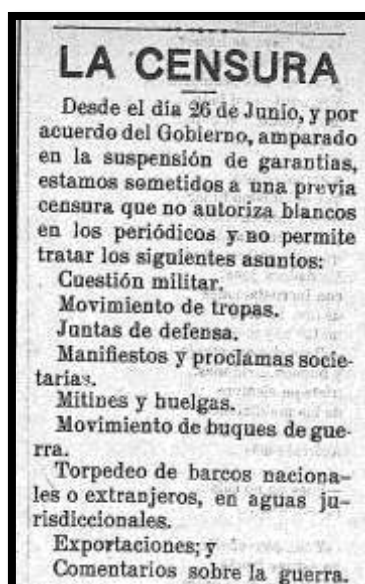 LA CENSURA
Desde el día 26 de Junio, y por
acuerdo del Gobierno, amparado
en la suspensión de garantías,
estamos sometidos a una previa
censura que no autoriza blancos
en los periódicos y no permite
tratar los siguientes asuntos:
Cuestión militar.
Movimiento de tropas.
Juntas de defensa.
Manifiestos y proclamas socie-
tarias.
Mitines y huelgas.
Movimiento de buques de gue-
rra.
Torpedeo de barcos naciona-
les o extranjeros, en aguas ju-
risdiccionales.
Exportaciones; y
Comentarios sobre la guerra.